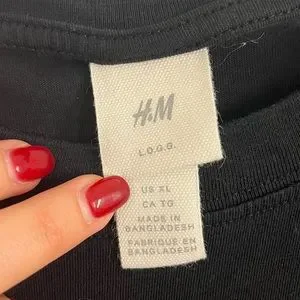 H&M
L.O.G.G.
US XL
CA TG
MADE IN
BANGLADESH
FABRIQUÉ EN
BANGLADESH